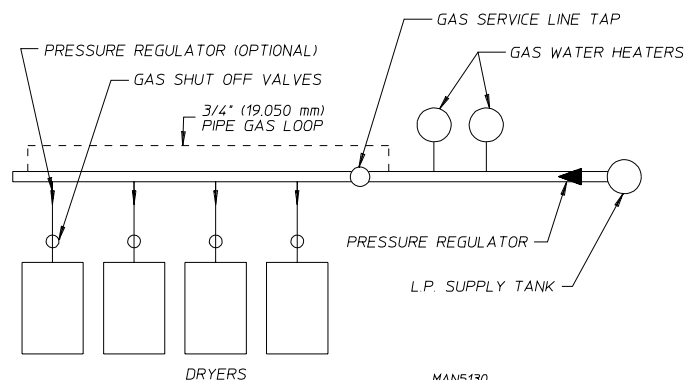 GAS SERVICE LINE TAP
PRESSURE REGULATOR (OPTIONAL)
GAS WATER HEATERS
GAS SHUT OFF VALVES
3/4" (19.050 mm)
PIPE GAS LOOP
PRESSURE REGULATOR
L.P. SUPPLY TANK
DRYERS
MAN5130